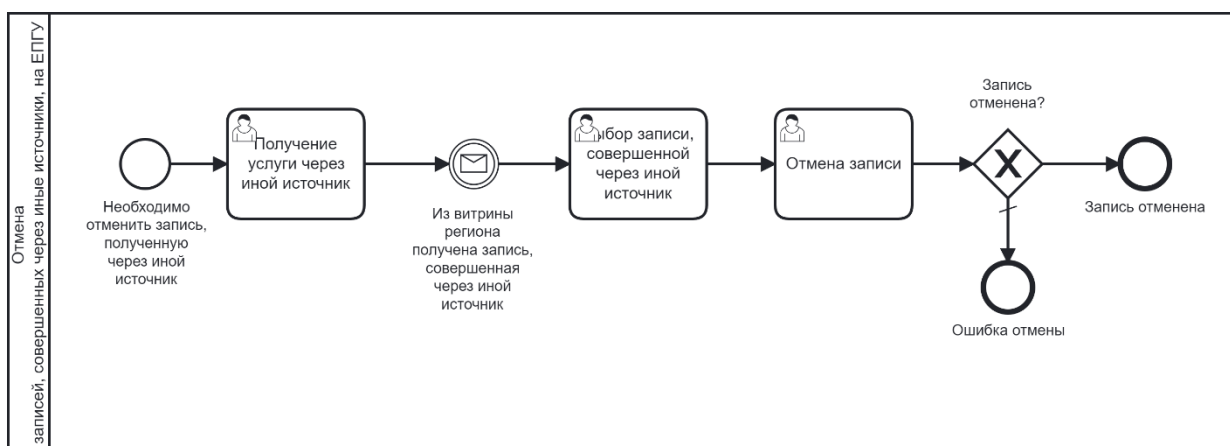 Отмена
записей, совершенных через иные источники, на ЕПГУ
Необходимо
отменить запись,
полученную
через иной
источник
Получение
услуги через
иной источник
Из витрины
региона
получена запись,
совершенная
через иной
источник
ыбор записи,
совершенной
через иной
источник
Отмена записи
Запись
отменена?
Запись отменена
Ошибка отмены